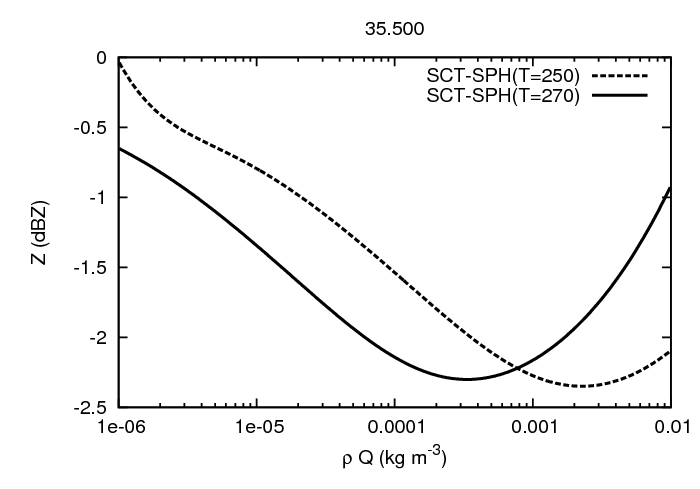 35.500
SCT-SPH(T=250)
SCT-SPH(T=270)
0
-0.5
-1
-1.5
-2
-2.5
Z (dBZ)
1e-06 1e-05 0.0001 0.001 0.01
ρ Q (kg m-3)